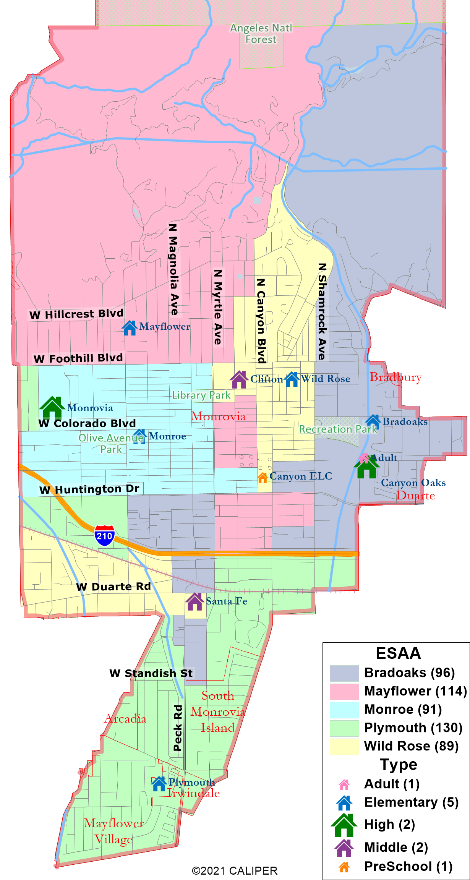 Angeles Natl
Forest
N Magnolia Ave
N Myrtle Ave
N Canyon Blvd
N Shamrock Ave
W Hillcrest Blvd
Mayflower
W Foothill Blvd
Clifton
Wild Rose
Bradbury
Library Park
Monrovia
Monrovia
W Colorado Blvd
Bradoaks
Recreation Park
Olive Avenue
Park
Monroe
Adult
Canyon ELC
Canyon Oaks
Duarte
W Huntington Dr
210
W Duarte Rd
Santa Fe
W Standish St
South
Monrovia
Island
Arcadia
Peck Rd
Plymouth
Irwindale
Mayflower
Village
ESAA
Bradoaks (96)
Mayflower (114)
Monroe (91)
Plymouth (130)
Wild Rose (89)
Type
Adult (1)
Elementary (5)
High (2)
Middle (2)
PreSchool (1)
©2021 CALIPER